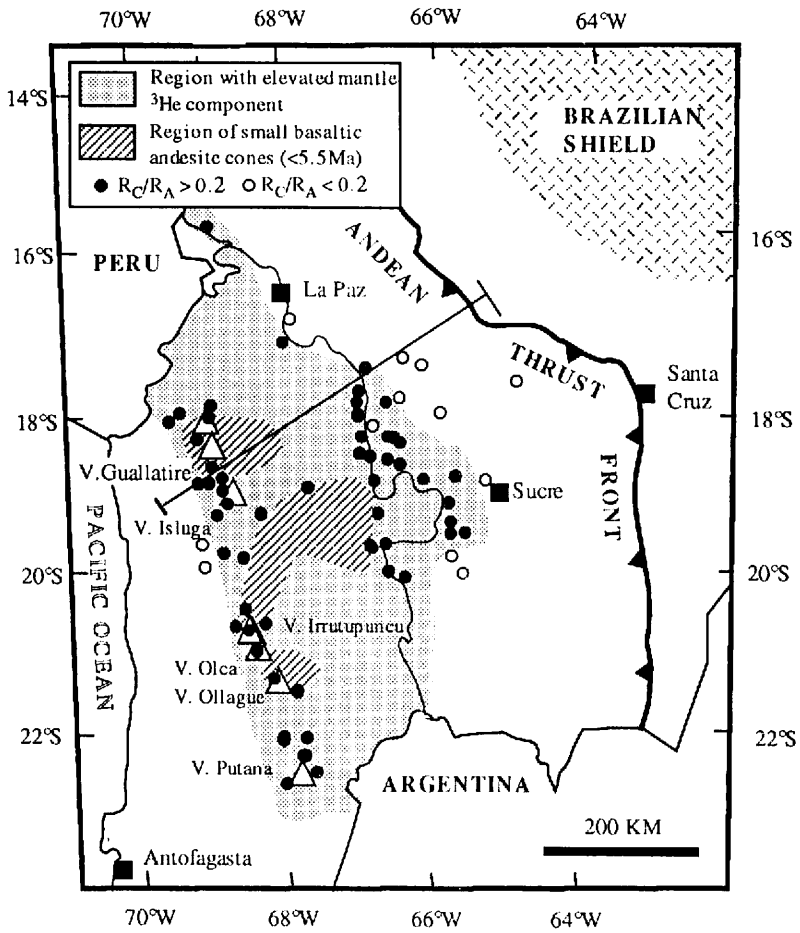 70°W 68°W 66°W 64°W
14°S
Region with elevated mantle
³He component
Region of small basaltic
andesite cones (<5.5Ma)
R_C/R_A > 0.2 R_C/R_A < 0.2
BRAZILIAN
SHIELD
16°S
16°S
PERU
ANDEAN
La Paz
THRUST
Santa
Cruz
18°S
18°S
V. Guallatire
Sucre
FRONT
V. Isluga
PACIFIC OCEAN
20°S
20°S
V. Irrutupuncu
V. Olca
V. Ollague
22°S
22°S
V. Putana
ARGENTINA
200 KM
Antofagasta
70°W 68°W 66°W 64°W